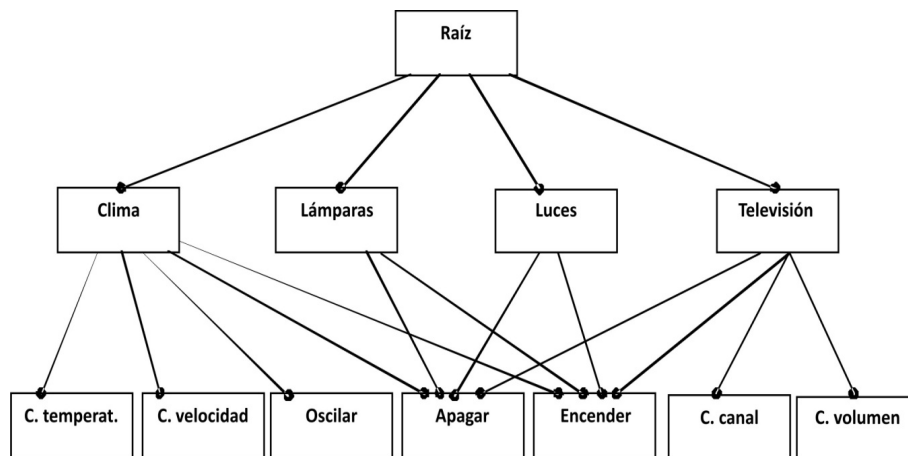 Raíz
Clima
Lámparas
Luces
Televisión
C. temperat.
C. velocidad
Oscilar
Apagar
Encender
C. canal
C. volumen